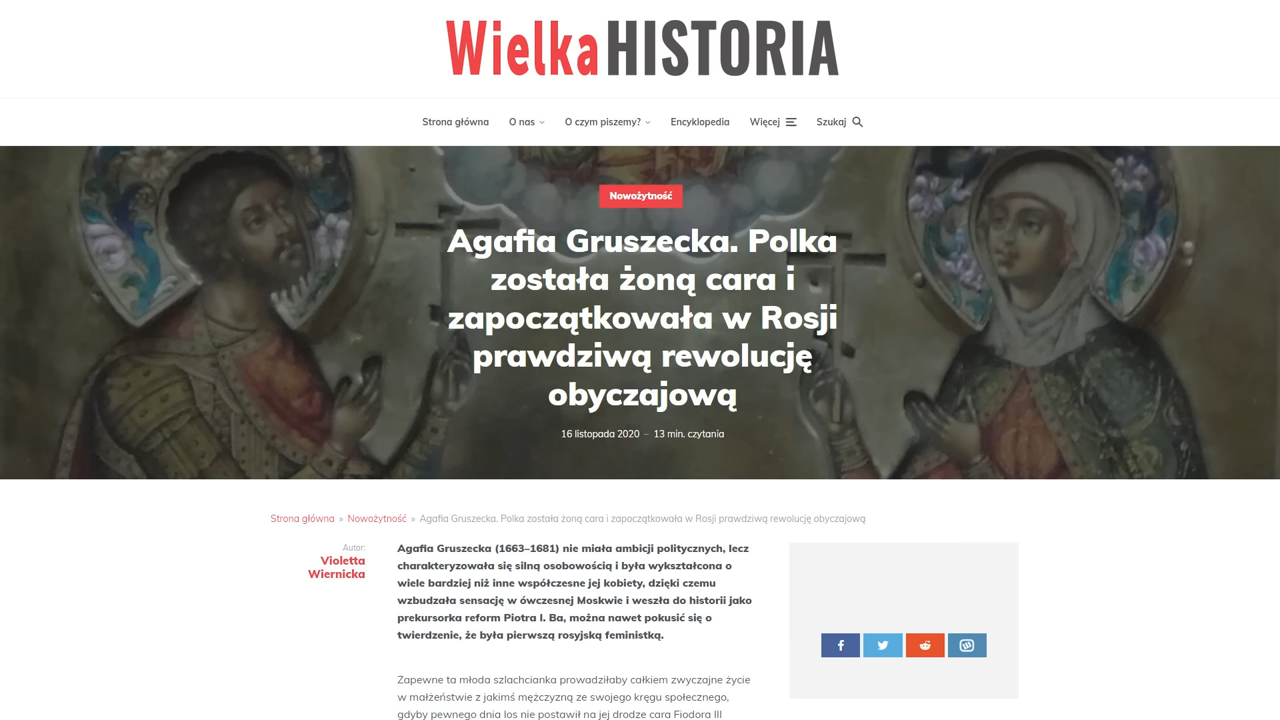 Wielka HISTORIA
Strona główna
O nas
O czym piszemy?
Encyklopedia
Więcej
Szukaj
Nowożytność
Agafia Gruszecka. Polka
została żoną cara i
zapoczątkowała w Rosji
prawdziwą rewolucję
obyczajową
16 listopada 2020 – 13 min. czytania
Strona główna » Nowożytność » Agafia Gruszecka. Polka została żoną cara i zapoczątkowała w Rosji prawdziwą rewolucję obyczajową
Autor:
Violetta
Wiernicka
Agafia Gruszecka (1663–1681) nie miała ambicji politycznych, lecz
charakteryzowała się silną osobowością i była wykształcona o
wiele bardziej niż inne współczesne jej kobiety, dzięki czemu
wzbudzała sensację w ówczesnej Moskwie i weszła do historii jako
prekursorka reform Piotra I. Ba, można nawet pokusić się o
twierdzenie, że była pierwszą rosyjską feministką.
Zapewne ta młoda szlachcianka prowadziłaby całkiem zwyczajne życie
w małżeństwie z jakimś mężczyzną ze swojego kręgu społecznego,
gdyby pewnego dnia los nie postawił na jej drodze cara Fiodora III